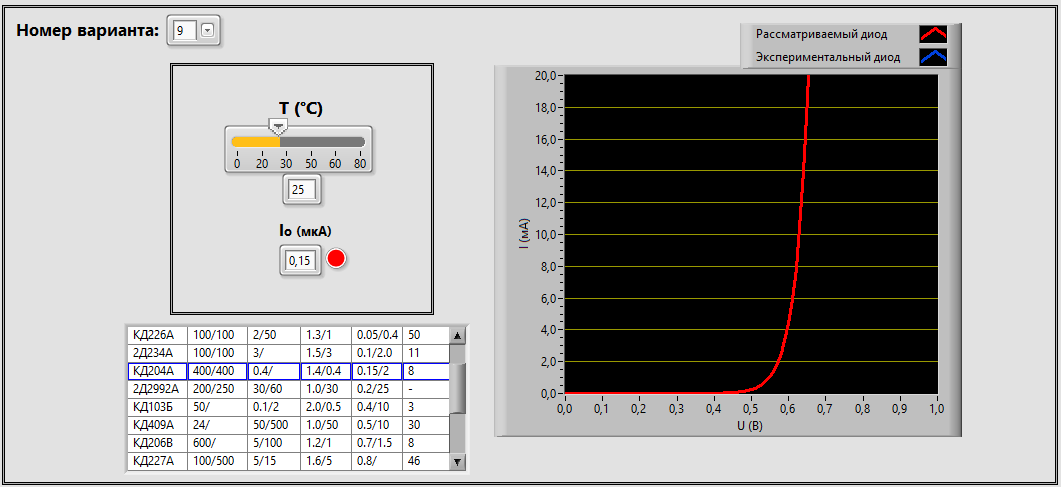 Номер варианта: 9
Рассматриваемый диод
Экспериментальный диод
T (°C)
0 20 30 50 60 80
25
Io (мкА)
0,15
КД226А 100/100 2/50 1.3/1 0.05/0.4 50
2Д234А 100/100 3/ 1.5/3 0.1/2.0 11
КД204А 400/400 0.4/ 1.4/0.4 0.15/2 8
2Д2992А 200/250 30/60 1.0/30 0.2/25 -
КД103Б 50/ 0.1/2 2.0/0.5 0.4/10 3
КД409А 24/ 50/500 1.0/50 0.5/10 30
КД206В 600/ 5/100 1.2/1 0.7/1.5 8
КД227А 100/500 5/15 1.6/5 0.8/ 46
20,0
18,0
16,0
14,0
12,0
10,0
8,0
6,0
4,0
2,0
0,0
I (мА)
0,0 0,1 0,2 0,3 0,4 0,5 0,6 0,7 0,8 0,9 1,0
U (В)